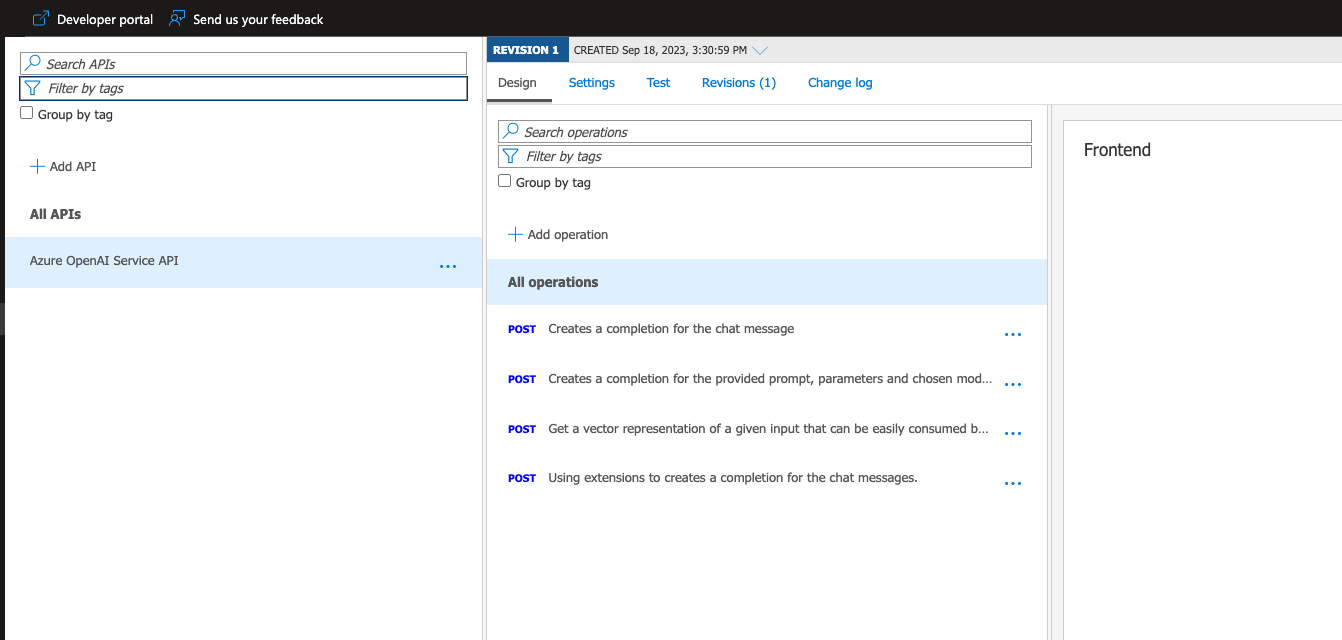 Developer portal
Send us your feedback
Search APIs
Filter by tags
Group by tag
Add API
All APIs
Azure OpenAI Service API
...
REVISION 1
CREATED Sep 18, 2023, 3:30:59 PM
Design
Settings
Test
Revisions (1)
Change log
Search operations
Filter by tags
Group by tag
Add operation
All operations
POST Creates a completion for the chat message ...
POST Creates a completion for the provided prompt, parameters and chosen mod... ...
POST Get a vector representation of a given input that can be easily consumed b... ...
POST Using extensions to creates a completion for the chat messages. ...
Frontend